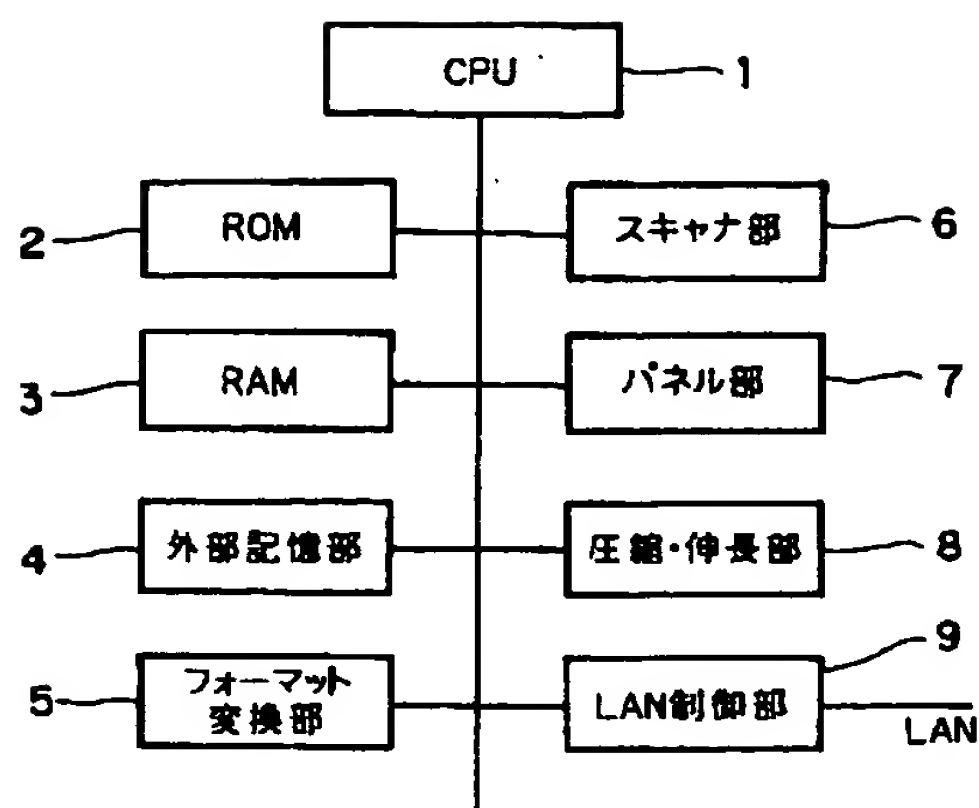 CPU
1
2
ROM
スキャナ部
6
3
RAM
パネル部
7
4
外部記憶部
圧縮・伸長部
8
5
フォーマット
変換部
LAN制御部
9
LAN